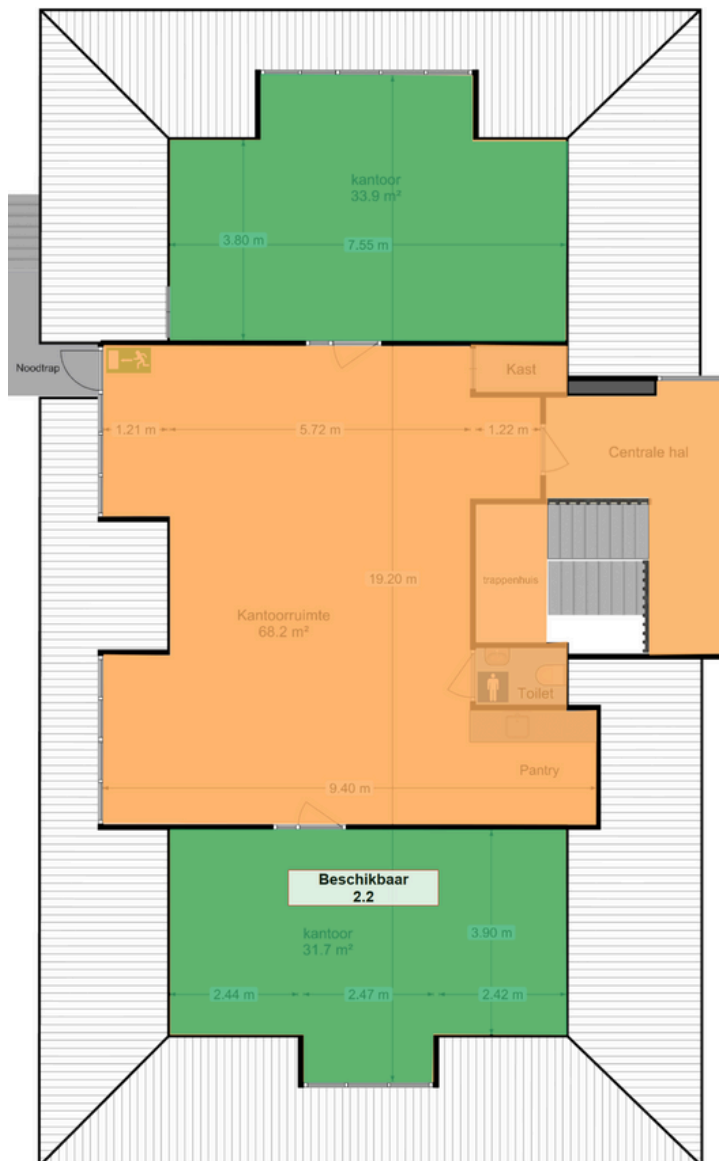 kantoor
33.9 m²
3.80 m
7.55 m
Noodtrap
Kast
1.21 m
5.72 m
1.22 m
Centrale hal
19.20 m
trappenhuis
Kantoorruimte
68.2 m²
Toilet
Pantry
9.40 m
Beschikbaar
2.2
kantoor
31.7 m²
3.90 m
2.44 m
2.47 m
2.42 m